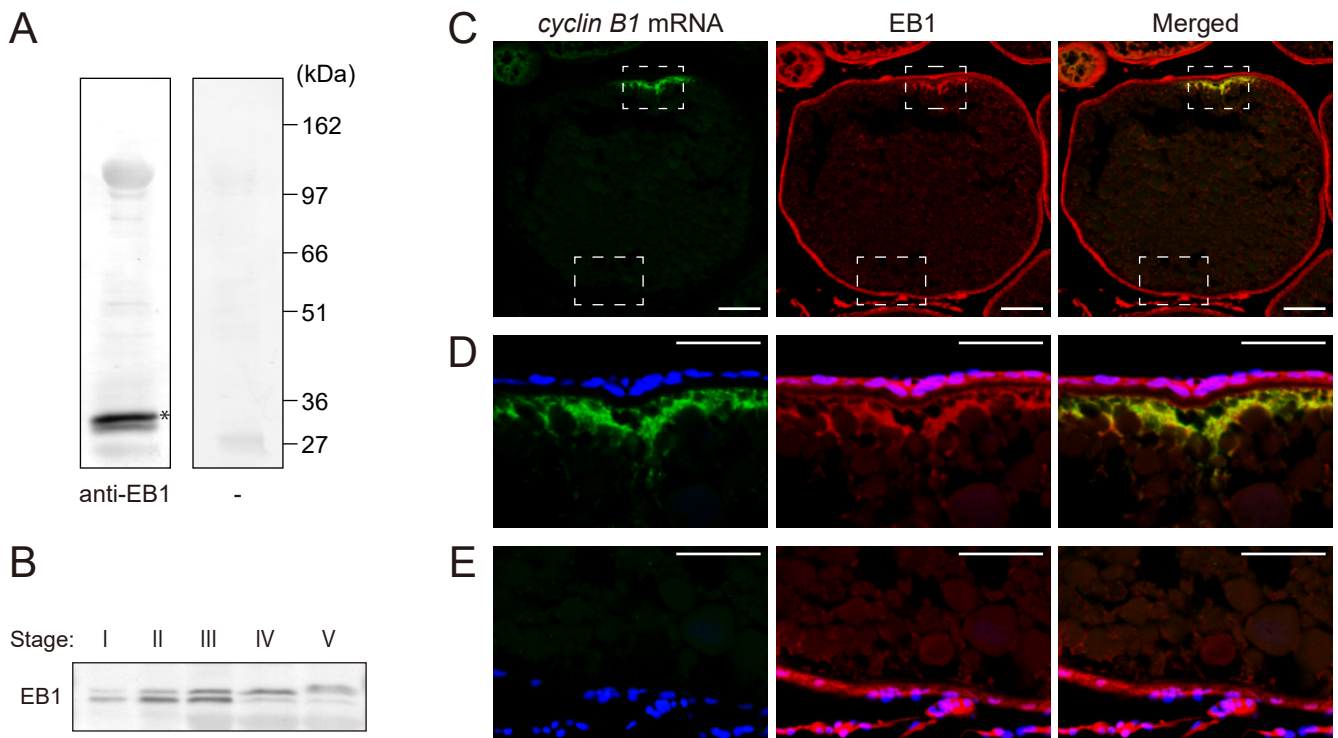 A
(kDa)
162
97
66
51
36
*
27
anti-EB1 -
B
Stage: I II III IV V
EB1
C
cyclin B1 mRNA EB1 Merged
D
E